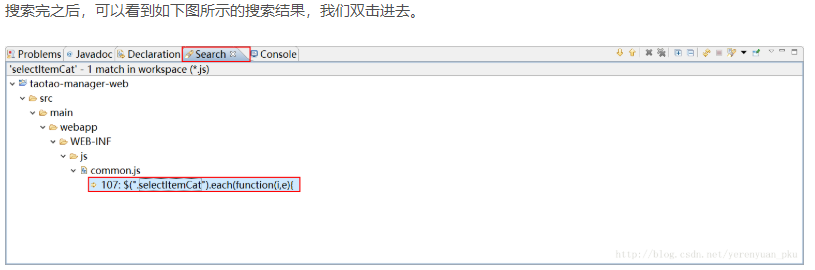 搜索完之后，可以看到如下图所示的搜索结果，我们双击进去。
Problems Javadoc Declaration Search Console
'selectItemCat' - 1 match in workspace (*.js)
taotao-manager-web
src
main
webapp
WEB-INF
js
common.js
107: $(".selectItemCat").each(function(i,e){
http://blog.csdn.net/yerenyuan_pku